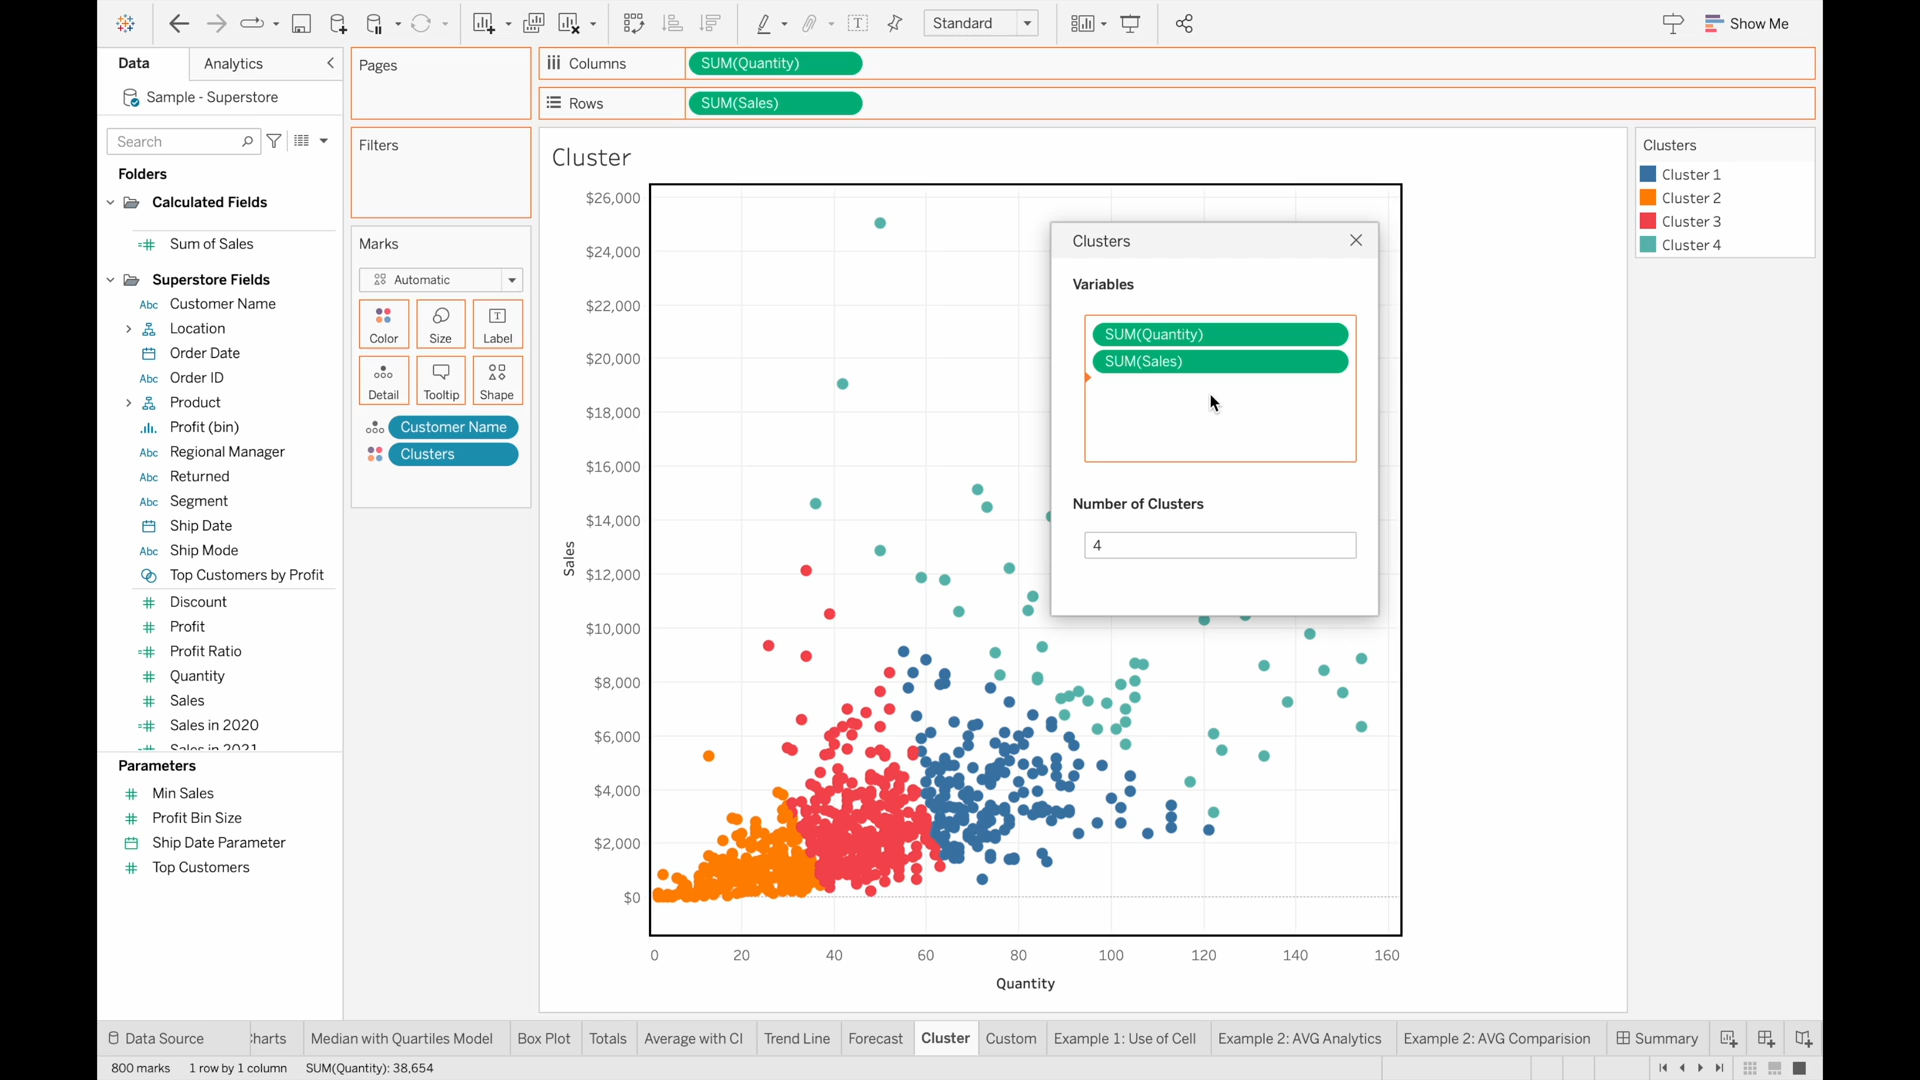 Standard
Show Me
Data
Analytics
Sample - Superstore
Search
Folders
Calculated Fields
Sum of Sales
Superstore Fields
Abc Customer Name
Location
Order Date
Abc Order ID
Product
Profit (bin)
Abc Regional Manager
Abc Returned
Abc Segment
Ship Date
Abc Ship Mode
Top Customers by Profit
Discount
Profit
Profit Ratio
Quantity
Sales
Sales in 2020
Sales in 2021
Parameters
Min Sales
Profit Bin Size
Ship Date Parameter
Top Customers
Pages
Filters
Marks
Automatic
Color
Size
Label
Detail
Tooltip
Shape
Customer Name
Clusters
Columns
SUM(Quantity)
Rows
SUM(Sales)
Cluster
$26,000
$24,000
$22,000
$20,000
$18,000
$16,000
$14,000
$12,000
$10,000
$8,000
$6,000
$4,000
$2,000
$0
Sales
0 20 40 60 80 100 120 140 160
Quantity
Clusters
Variables
SUM(Quantity)
SUM(Sales)
Number of Clusters
4
Clusters
Cluster 1
Cluster 2
Cluster 3
Cluster 4
Data Source
harts
Median with Quartiles Model
Box Plot
Totals
Average with CI
Trend Line
Forecast
Cluster
Custom
Example 1: Use of Cell
Example 2: AVG Analytics
Example 2: AVG Comparision
Summary
800 marks
1 row by 1 column
SUM(Quantity): 38,654